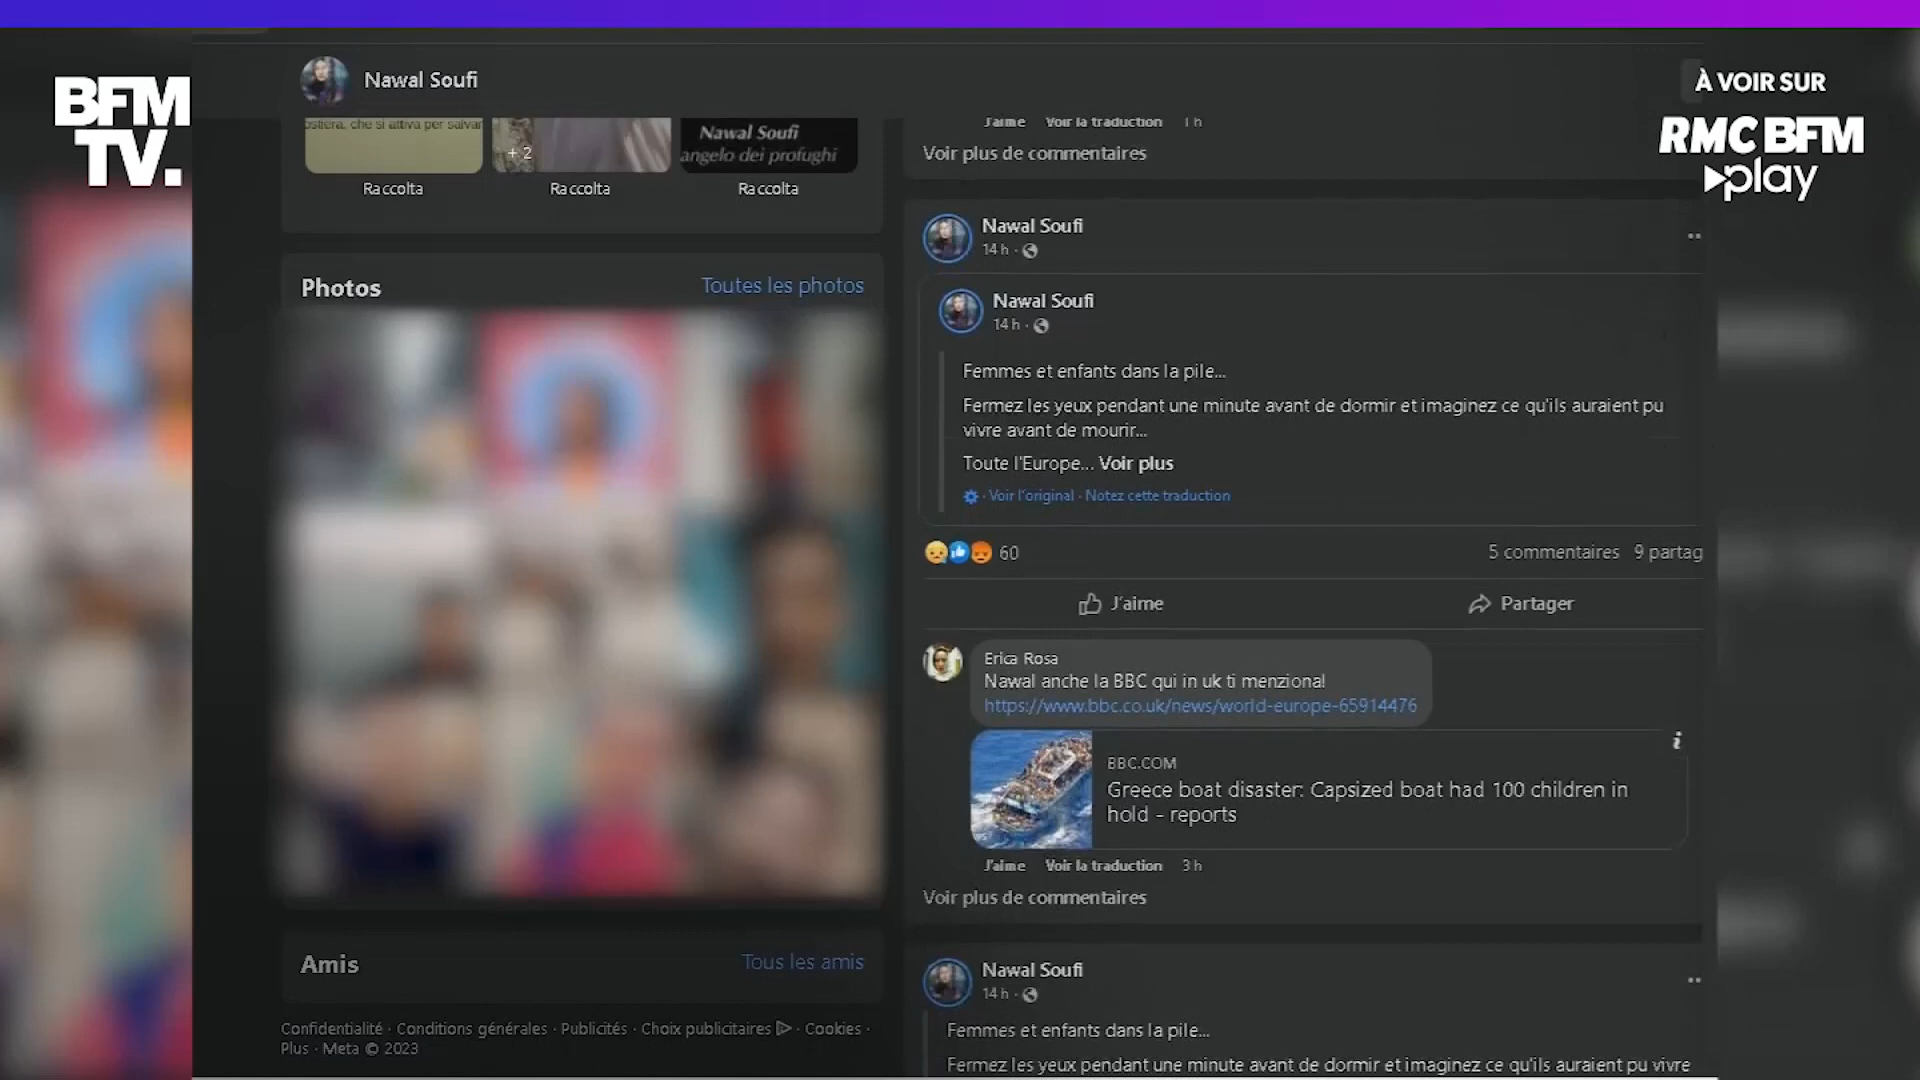 BFM
TV.
À VOIR SUR
RMC BFM
play
Nawal Soufi
ostiera, che si attiva per salvar
+ 2
Nawal Soufi
angelo dei profughi
Raccolta
Raccolta
Raccolta
Photos
Toutes les photos
Amis
Tous les amis
Confidentialité · Conditions générales · Publicités · Choix publicitaires · Cookies ·
Plus · Meta © 2023
J'aime Voir la traduction 1 h
Voir plus de commentaires
Nawal Soufi
14 h ·
Nawal Soufi
14 h ·
Femmes et enfants dans la pile...
Fermez les yeux pendant une minute avant de dormir et imaginez ce qu'ils auraient pu
vivre avant de mourir...
Toute l'Europe... Voir plus
· Voir l'original · Notez cette traduction
60
5 commentaires 9 partag
J'aime
Partager
Erica Rosa
Nawal anche la BBC qui in uk ti menziona!
https://www.bbc.co.uk/news/world-europe-65914476
BBC.COM
Greece boat disaster: Capsized boat had 100 children in
hold - reports
J'aime Voir la traduction 3 h
Voir plus de commentaires
Nawal Soufi
14 h ·
Femmes et enfants dans la pile...
Fermez les yeux pendant une minute avant de dormir et imaginez ce qu'ils auraient pu vivre